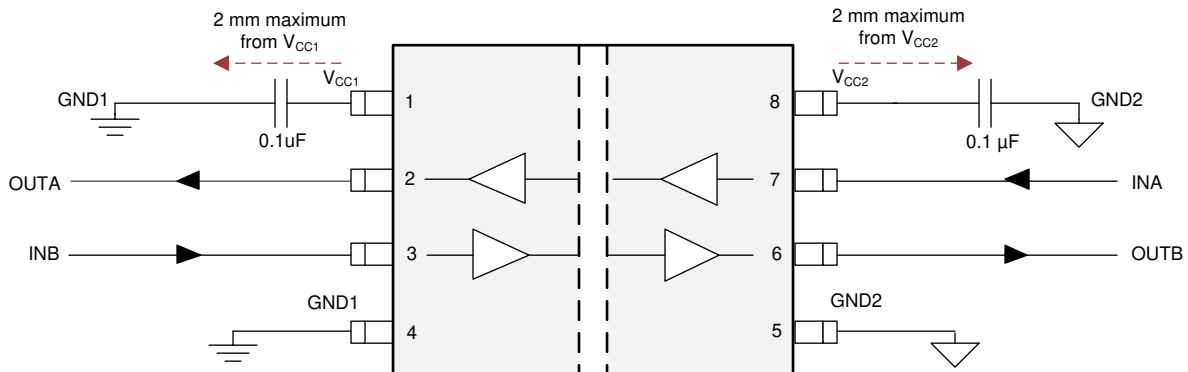 2 mm maximum
from VCC1
2 mm maximum
from VCC2
VCC1
VCC2
GND1
1
8
GND2
0.1uF
0.1 µF
OUTA
2
7
INA
INB
3
6
OUTB
GND1
GND2
4
5